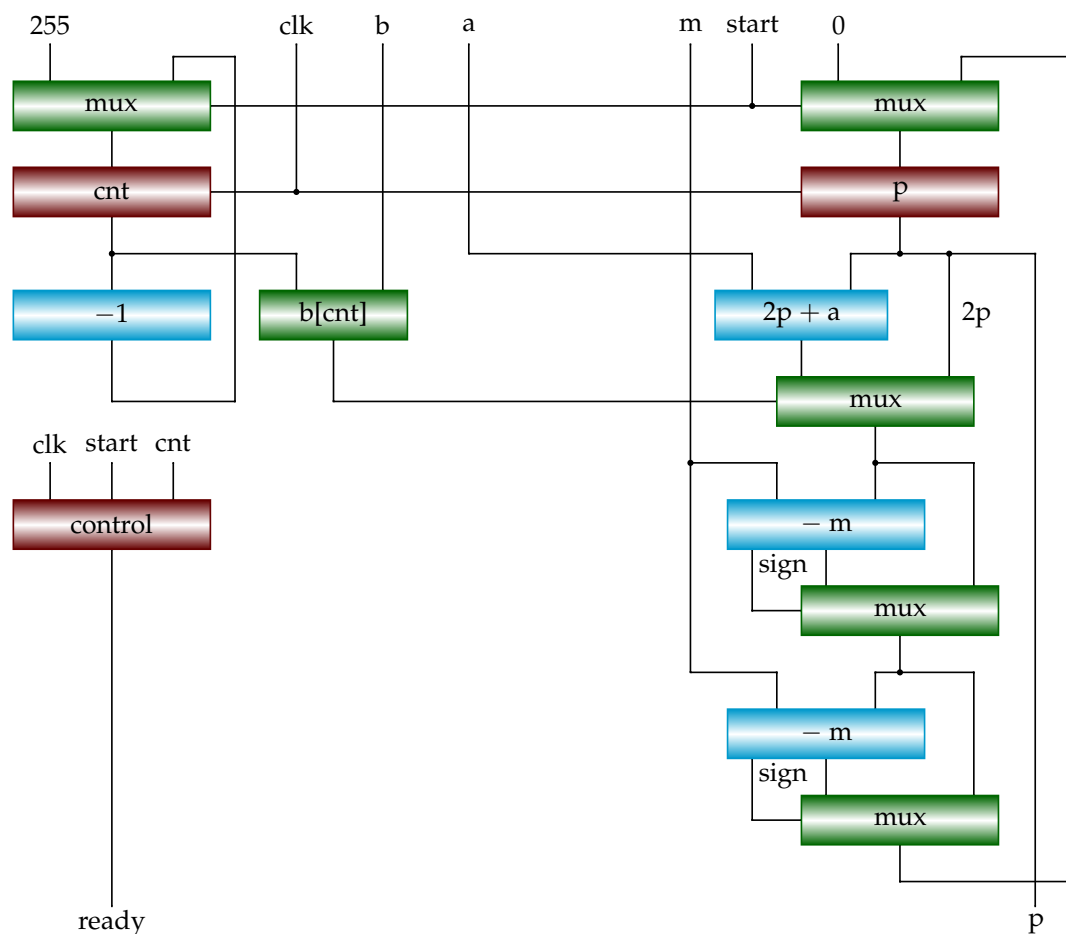 255 clk b a m start 0
mux mux
cnt p
−1 b[cnt] 2p + a 2p
mux
clk start cnt
control − m
sign
mux
− m
sign
mux
ready p